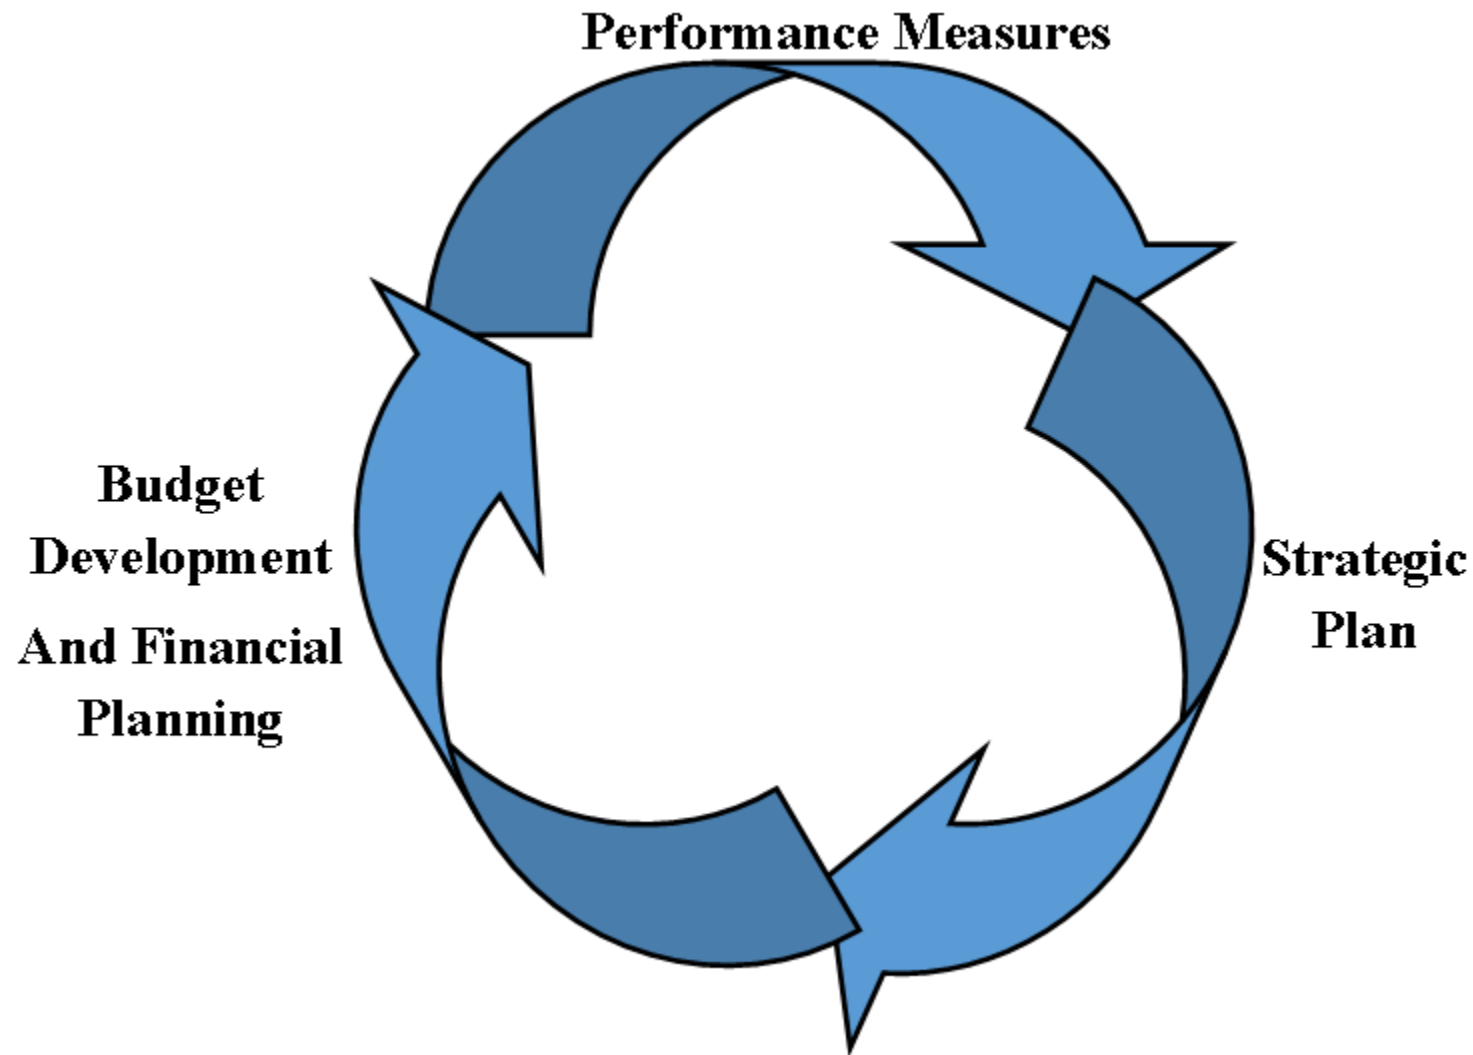 Performance Measures
Budget
Development
And Financial
Planning
Strategic
Plan